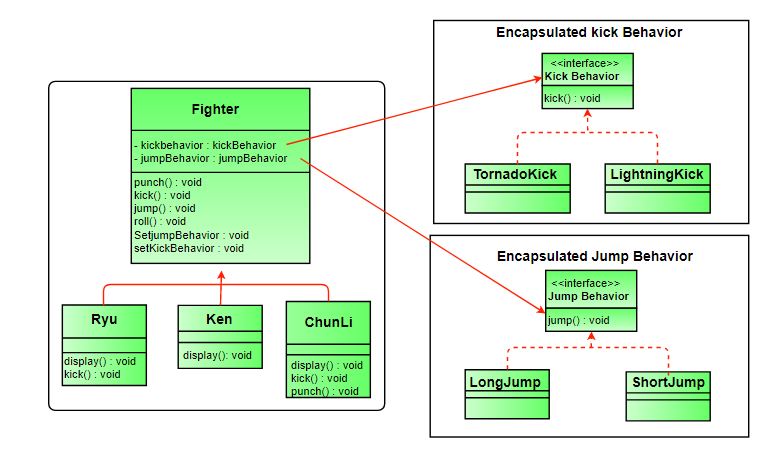 Encapsulated kick Behavior
<<interface>>
Kick Behavior
kick() : void
TornadoKick
LightningKick
Fighter
- kickbehavior : kickBehavior
- jumpBehavior : jumpBehavior
punch() : void
kick() : void
jump() : void
roll() : void
SetjumpBehavior : void
setKickBehavior : void
Ryu
display() : void
kick() : void
Ken
display(): void
ChunLi
display() : void
kick() : void
punch() : void
Encapsulated Jump Behavior
<<interface>>
Jump Behavior
jump() : void
LongJump
ShortJump